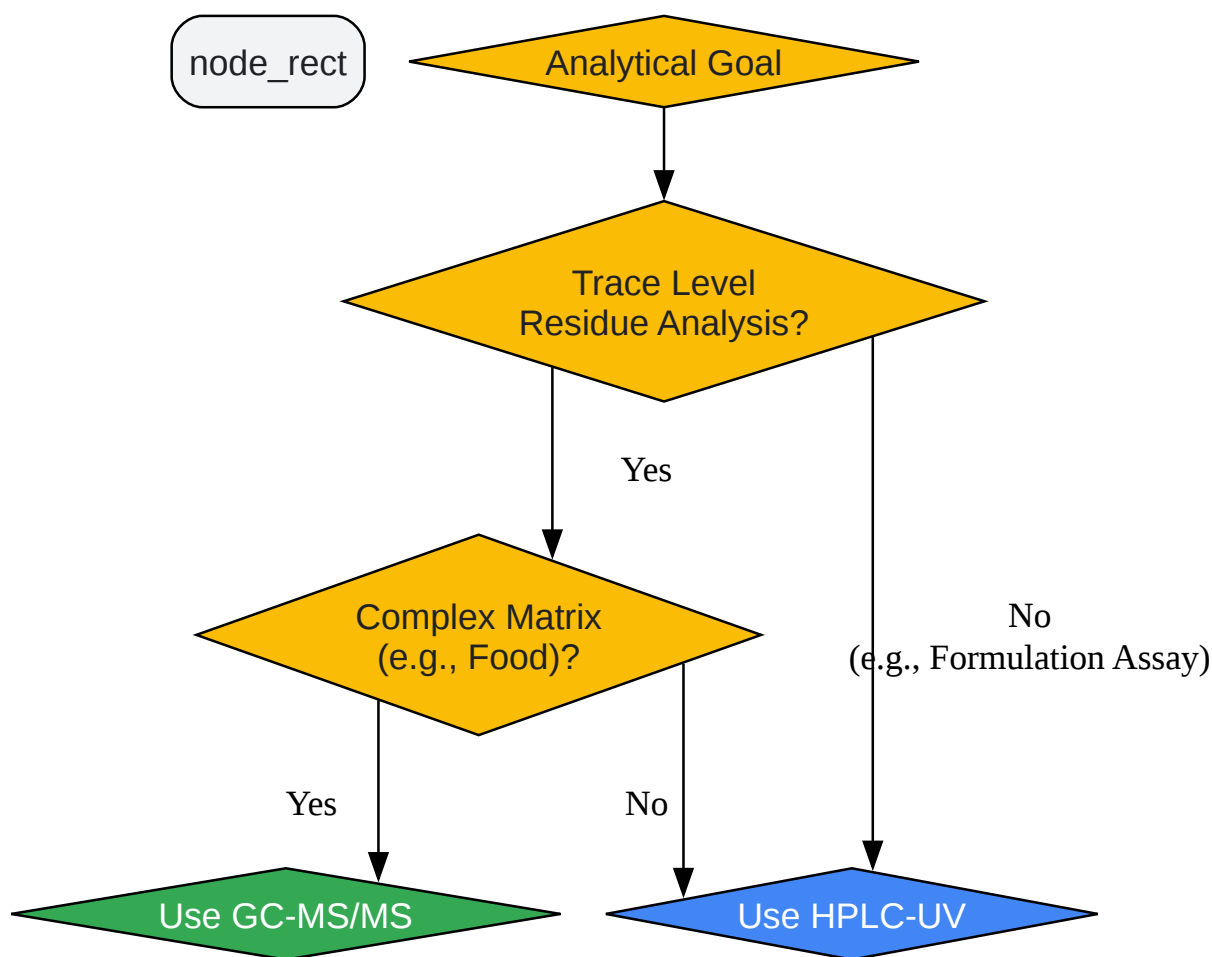 node_rect
Analytical Goal
Trace Level
Residue Analysis?
Yes
Complex Matrix
(e.g., Food)?
No
(e.g., Formulation Assay)
Yes
No
Use GC-MS/MS
Use HPLC-UV